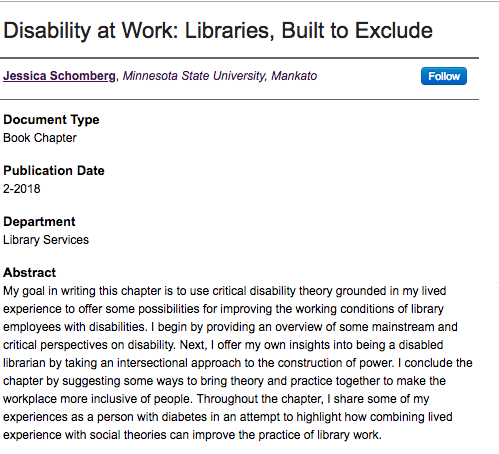 Disability at Work: Libraries, Built to Exclude
Jessica Schomberg, Minnesota State University, Mankato
Follow
Document Type
Book Chapter
Publication Date
2-2018
Department
Library Services
Abstract
My goal in writing this chapter is to use critical disability theory grounded in my lived
experience to offer some possibilities for improving the working conditions of library
employees with disabilities. I begin by providing an overview of some mainstream and
critical perspectives on disability. Next, I offer my own insights into being a disabled
librarian by taking an intersectional approach to the construction of power. I conclude the
chapter by suggesting some ways to bring theory and practice together to make the
workplace more inclusive of people. Throughout the chapter, I share some of my
experiences as a person with diabetes in an attempt to highlight how combining lived
experience with social theories can improve the practice of library work.